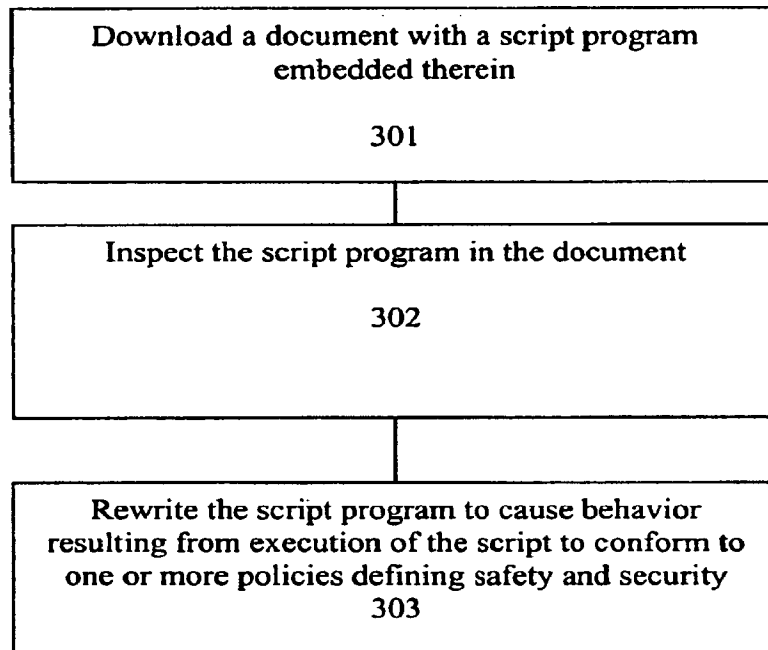 Download a document with a script program
embedded therein
301
Inspect the script program in the document
302
Rewrite the script program to cause behavior
resulting from execution of the script to conform to
one or more policies defining safety and security
303